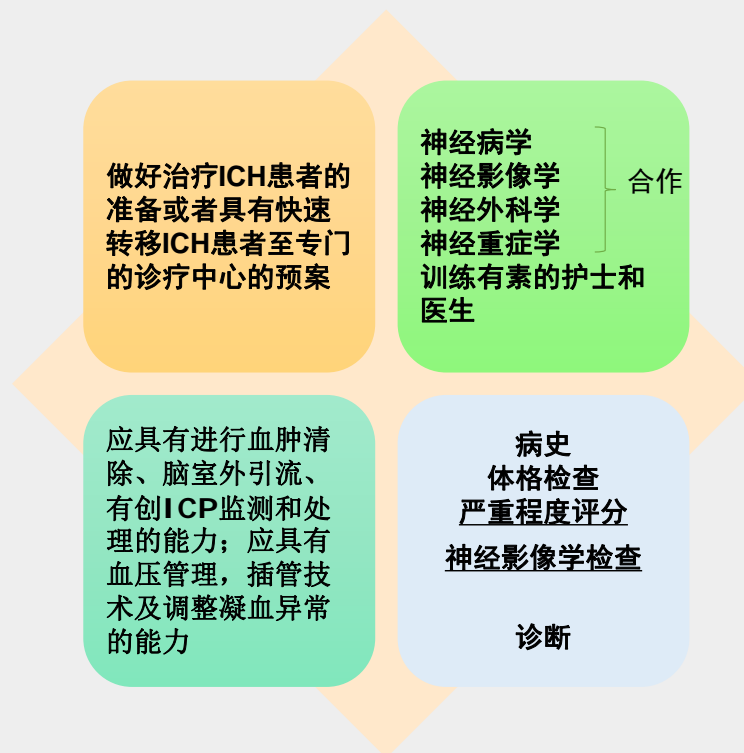 做好治疗ICH患者的
准备或者具有快速
转移ICH患者至专门
的诊疗中心的预案
神经病学
神经影像学
神经外科学
神经重症学
合作
训练有素的护士和
医生
应具有进行血肿清
除、脑室外引流、
有创ICP监测和处
理的能力；应具有
血压管理，插管技
术及调整凝血异常
的能力
病史
体格检查
严重程度评分
神经影像学检查
诊断